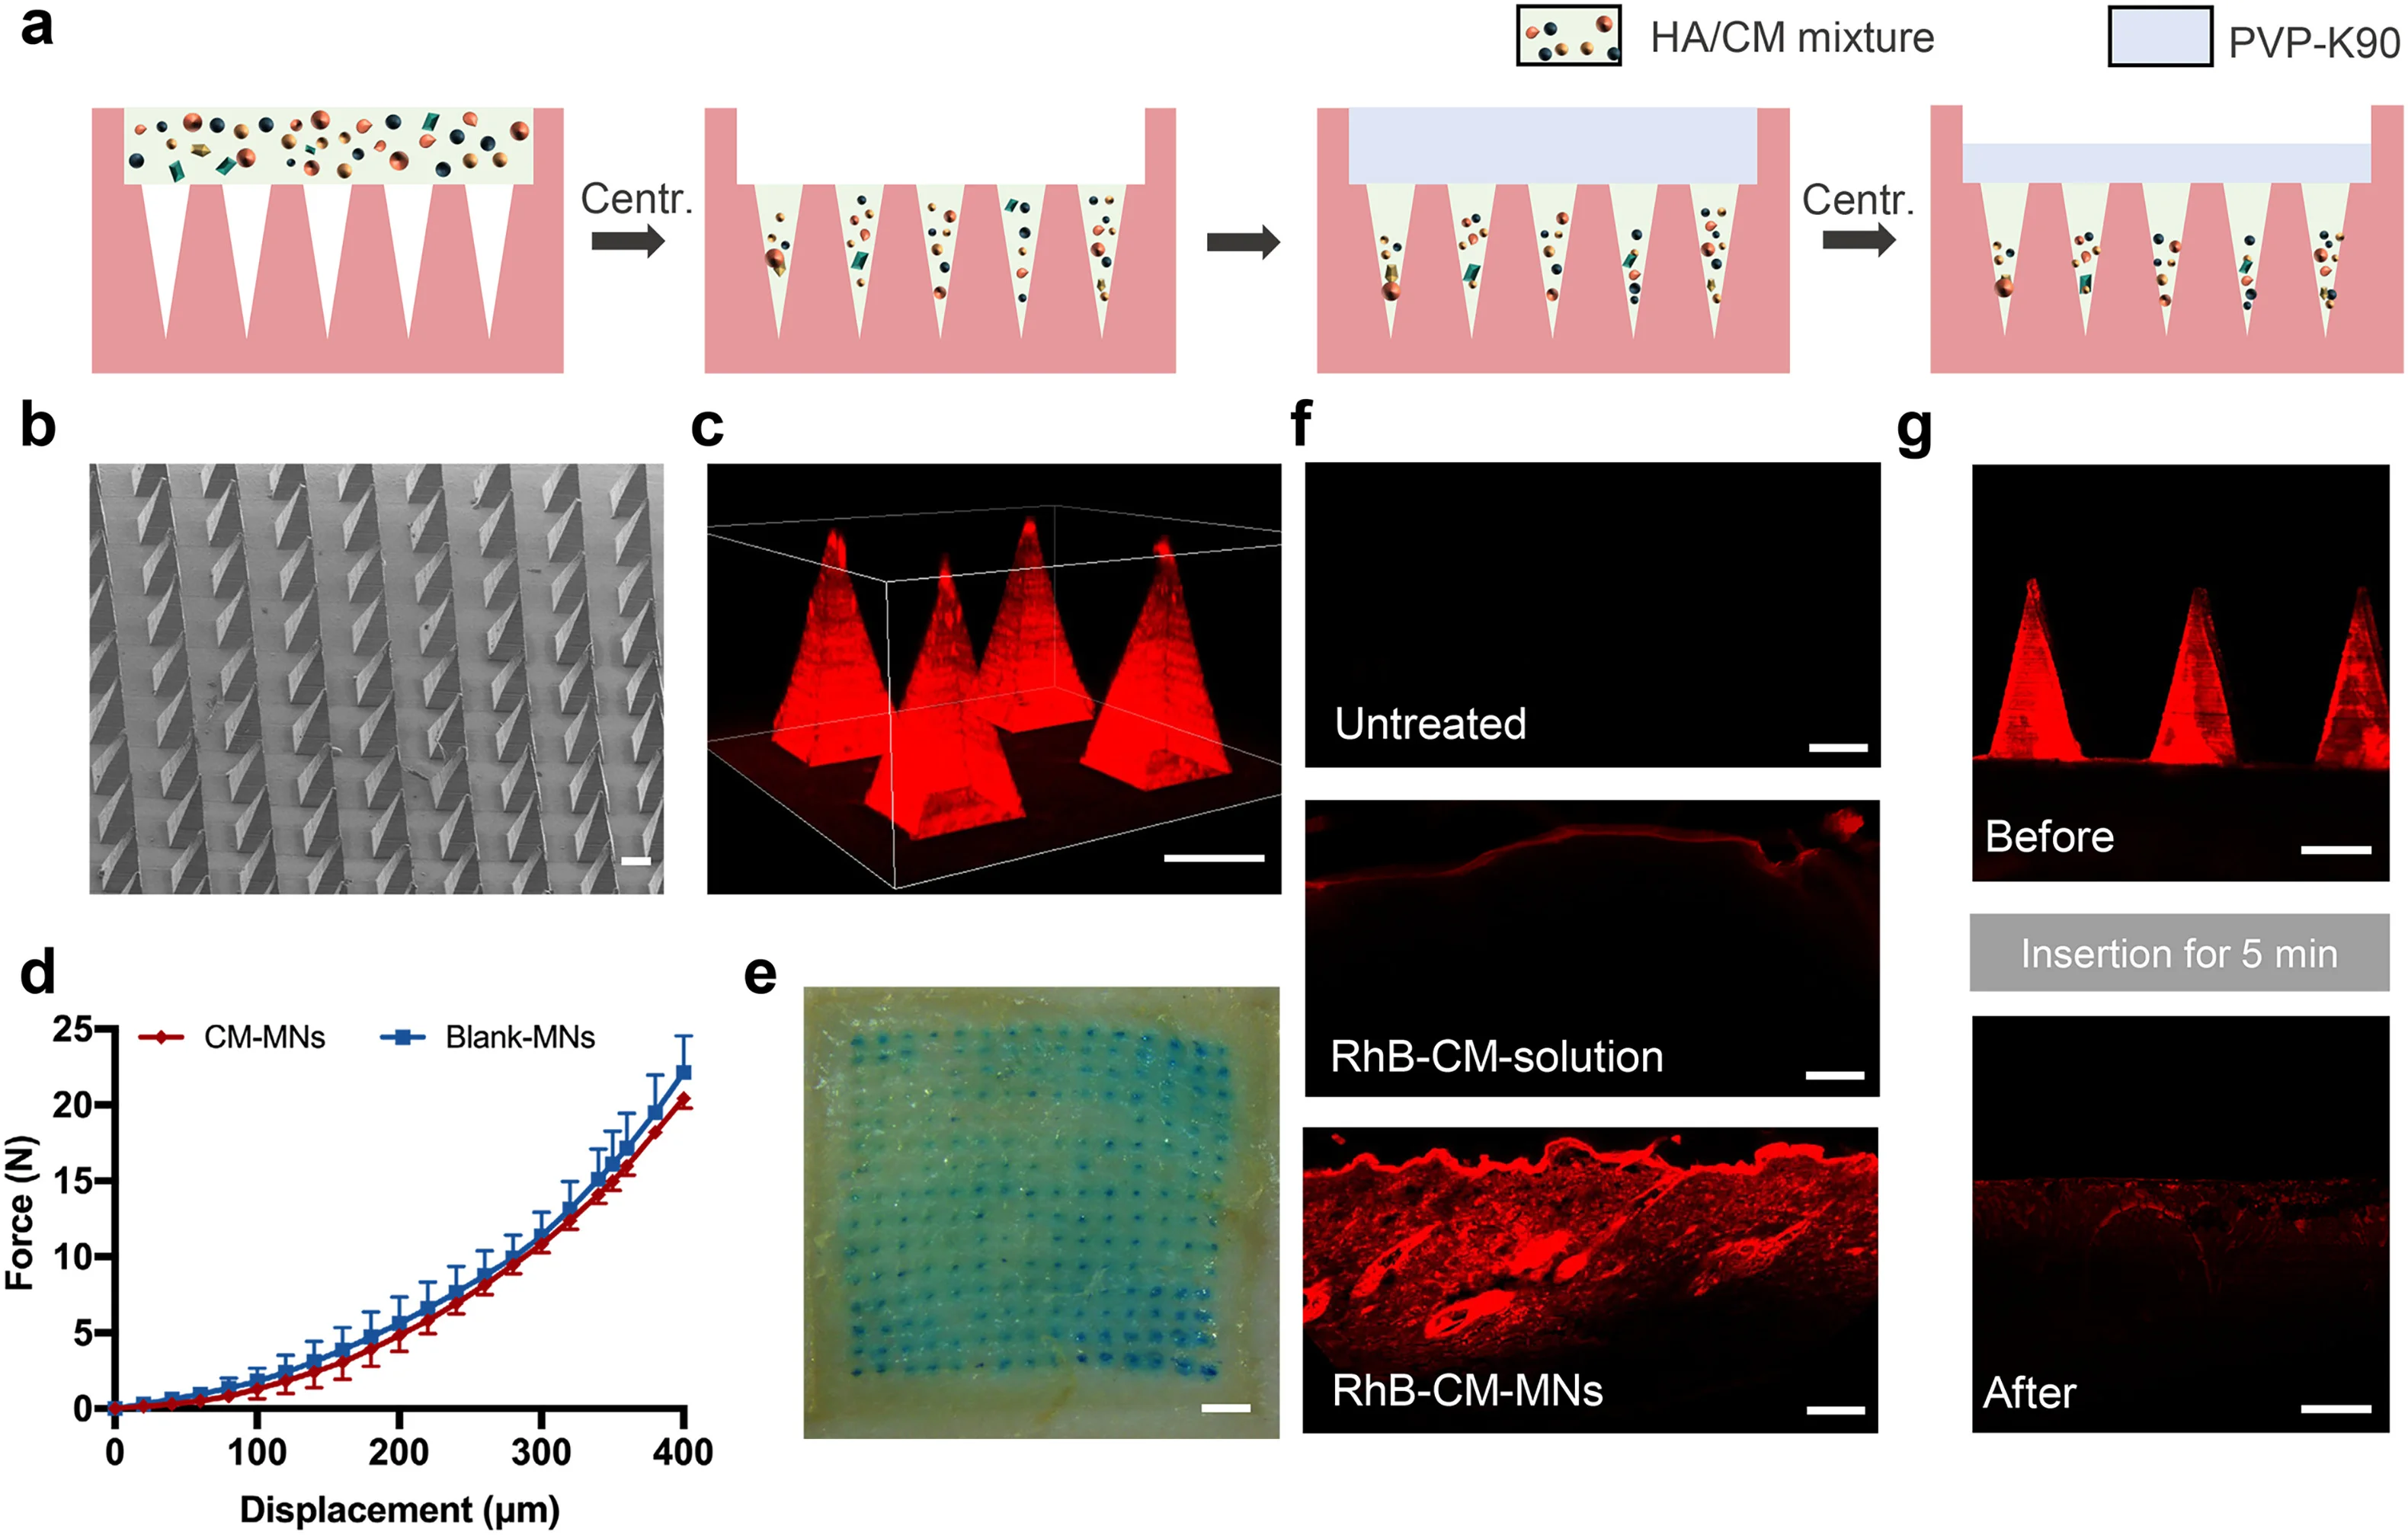 a
HA/CM mixture
PVP-K90
Centr.
Centr.
b
c
f
g
Untreated
RhB-CM-solution
RhB-CM-MNs
Before
Insertion for 5 min
After
d
CM-MNs
Blank-MNs
25
20
15
10
5
0
Force (N)
0 100 200 300 400
Displacement (μm)
e